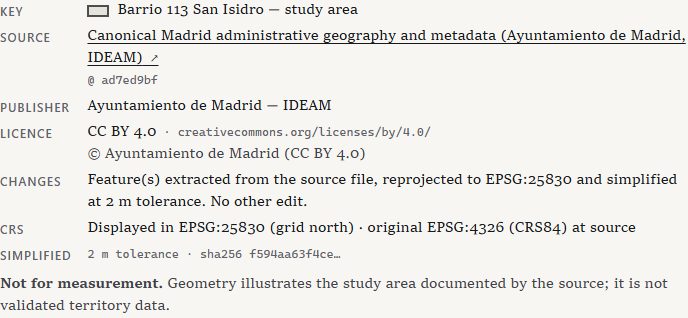 KEY Barrio 113 San Isidro — study area
SOURCE Canonical Madrid administrative geography and metadata (Ayuntamiento de Madrid,
IDEAM) ↗
@ ad7ed9bf
PUBLISHER Ayuntamiento de Madrid — IDEAM
LICENCE CC BY 4.0 · creativecommons.org/licenses/by/4.0/
© Ayuntamiento de Madrid (CC BY 4.0)
CHANGES Feature(s) extracted from the source file, reprojected to EPSG:25830 and simplified
at 2 m tolerance. No other edit.
CRS Displayed in EPSG:25830 (grid north) · original EPSG:4326 (CRS84) at source
SIMPLIFIED 2 m tolerance · sha256 f594aa63f4ce…
Not for measurement. Geometry illustrates the study area documented by the source; it is not
validated territory data.